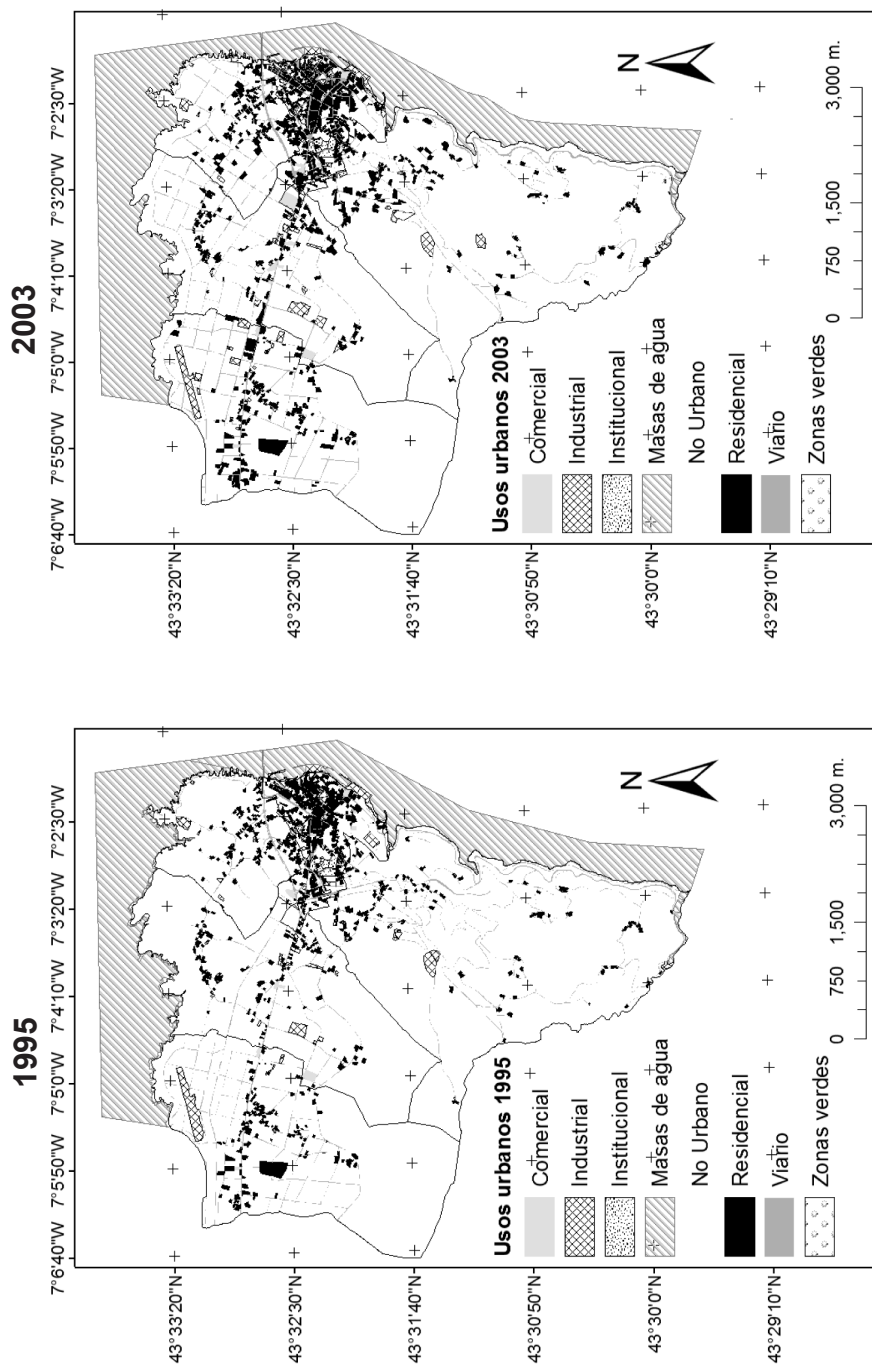 1995
7°6'40"W 7°5'50"W 7°5'0"W 7°4'10"W 7°3'20"W 7°2'30"W
43°33'20"N
43°32'30"N
43°31'40"N
43°30'50"N
43°30'0"N
43°29'10"N
Usos urbanos 1995
Comercial
Industrial
Institucional
Masas de agua
No Urbano
Residencial
Viario
Zonas verdes
N
0 750 1,500 3,000 m.
2003
7°6'40"W 7°5'50"W 7°5'0"W 7°4'10"W 7°3'20"W 7°2'30"W
43°33'20"N
43°32'30"N
43°31'40"N
43°30'50"N
43°30'0"N
43°29'10"N
Usos urbanos 2003
Comercial
Industrial
Institucional
Masas de agua
No Urbano
Residencial
Viario
Zonas verdes
N
0 750 1,500 3,000 m.